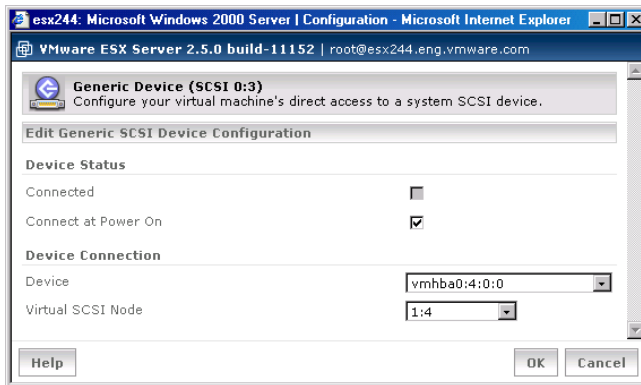 esx244: Microsoft Windows 2000 Server | Configuration - Microsoft Internet Explorer
VMware ESX Server 2.5.0 build-11152 | root@esx244.eng.vmware.com
Generic Device (SCSI 0:3)
Configure your virtual machine's direct access to a system SCSI device.
Edit Generic SCSI Device Configuration
Device Status
Connected
Connect at Power On
Device Connection
Device vmhba0:4:0:0
Virtual SCSI Node 1:4
Help OK Cancel